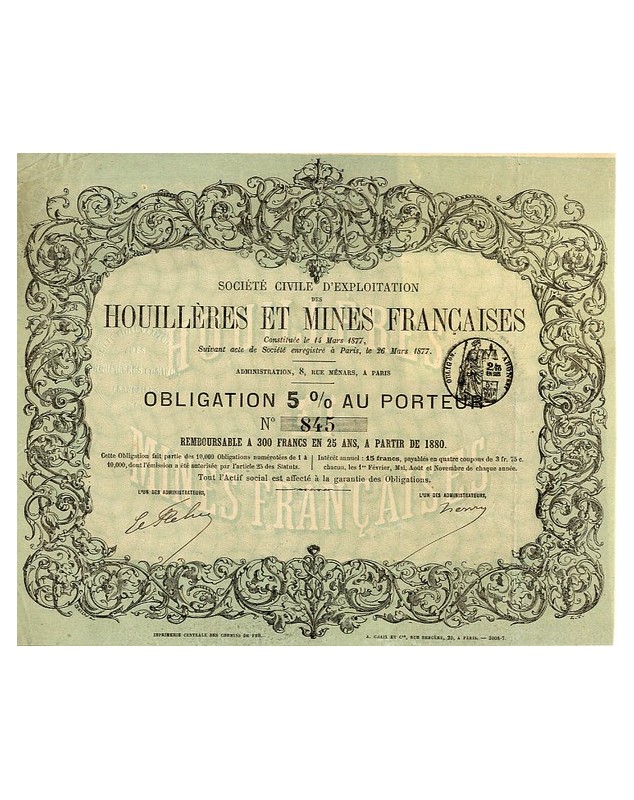 SOCIÉTÉ CIVILE D'EXPLOITATION
DES
HOUILLÈRES ET MINES FRANÇAISES
Constituée le 14 Mars 1877,
Suivant acte de Société enregistré à Paris, le 26 Mars 1877.
ADMINISTRATION, 8, RUE MÉNARS, A PARIS
OBLIGATION 5 % AU PORTEUR
N° 845
REMBOURSABLE A 300 FRANCS EN 25 ANS, A PARTIR DE 1880.
Cette Obligation fait partie des 10,000 Obligations numérotées de 1 à
10,000, dont l'émission a été autorisée par l'article 25 des Statuts.
Intérêt annuel : 15 francs, payables en quatre coupons de 3 fr. 75 c.
chacun, les 1ers Février, Mai, Août et Novembre de chaque année.
Tout l'Actif social est affecté à la garantie des Obligations.
L'UN DES ADMINISTRATEURS,
L'UN DES ADMINISTRATEURS,
henry
HOUILLÈRES
MINES FRANÇAISES
IMPRIMERIE CENTRALE DES CHEMINS DE FER.
A. CHAIX ET Cie, RUE BERGÈRE, 20, A PARIS.